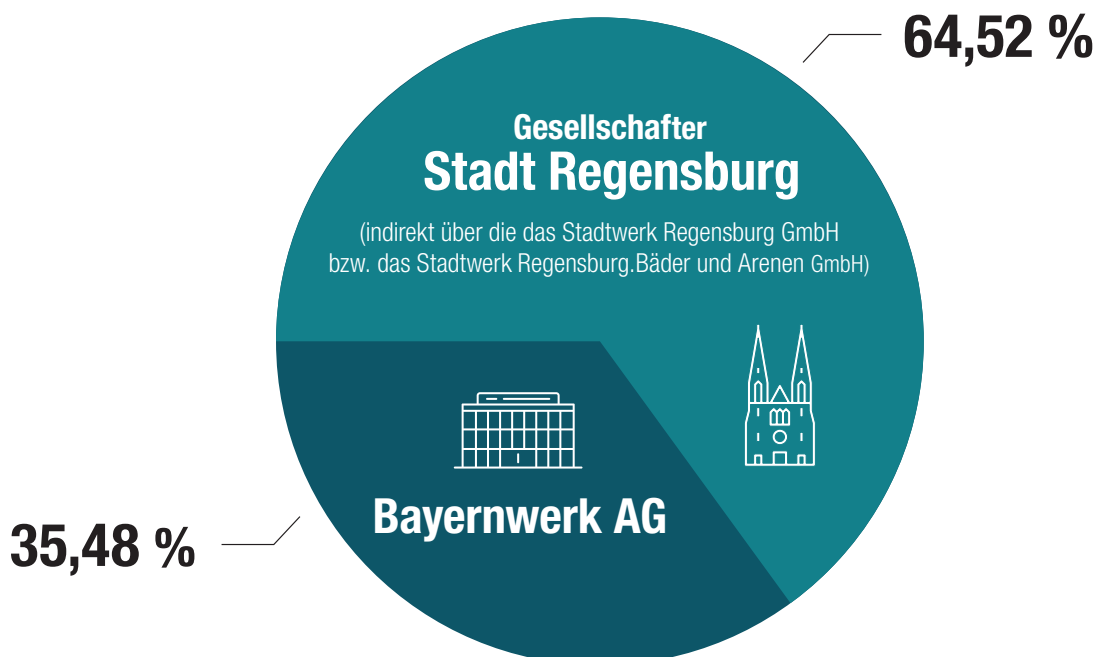 64,52 %
Gesellschafter
Stadt Regensburg
(indirekt über die das Stadtwerk Regensburg GmbH
bzw. das Stadtwerk Regensburg.Bäder und Arenen GmbH)
Bayernwerk AG
35,48 %